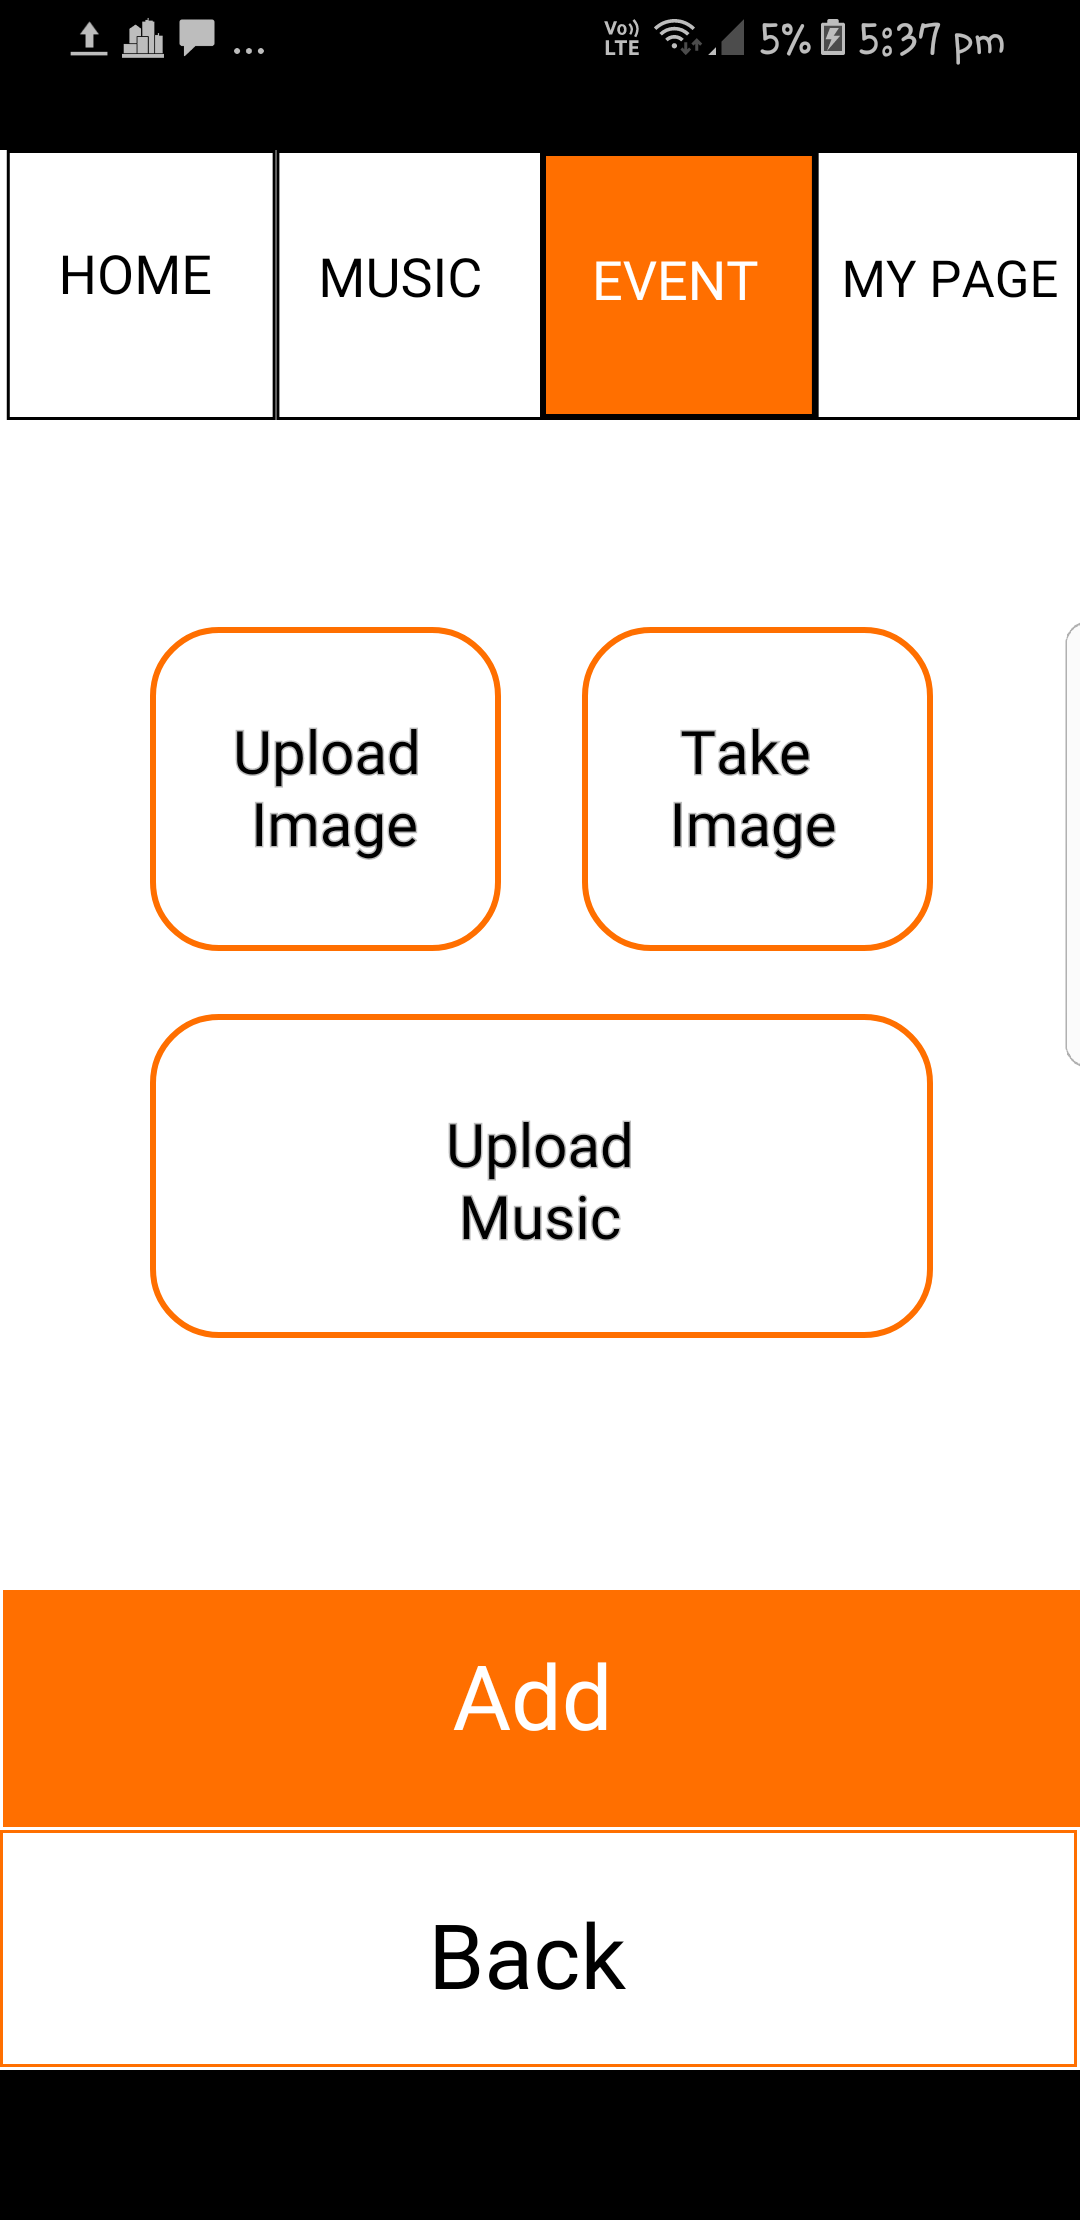 ... Vo)) LTE 5% 5:37 pm
HOME MUSIC EVENT MY PAGE
Upload Take
Image Image
Upload
Music
Add
Back